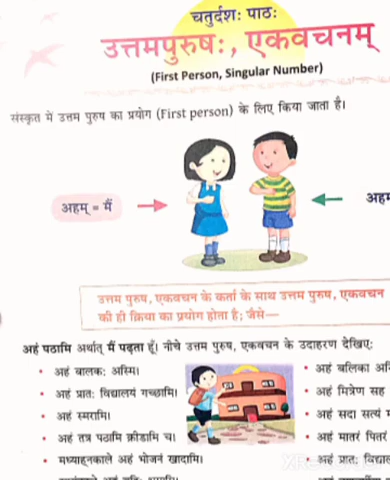 चतुर्दशः पाठः
उत्तमपुरुषः, एकवचनम्
(First Person, Singular Number)
संस्कृत में उत्तम पुरुष का प्रयोग (First person) के लिए किया जाता है।
अहम् = मैं
उत्तम पुरुष, एकवचन के कर्ता के साथ उत्तम पुरुष, एकवचन
की ही क्रिया का प्रयोग होता है; जैसे—
अहं पठामि अर्थात् मैं पढ़ता हूँ। नीचे उत्तम पुरुष, एकवचन के उदाहरण देखिए:
• अहं बालकः अस्मि। • अहं बालिका
• अहं प्रातः विद्यालयं गच्छामि। • अहं मित्रेण सह
• अहं स्मरामि। • अहं सदा सत्यं
• अहं तत्र पठामि क्रीडामि च। • अहं मातरं पितरं
• मध्याह्नकाले अहं भोजनं खादामि। • अहं प्रातः